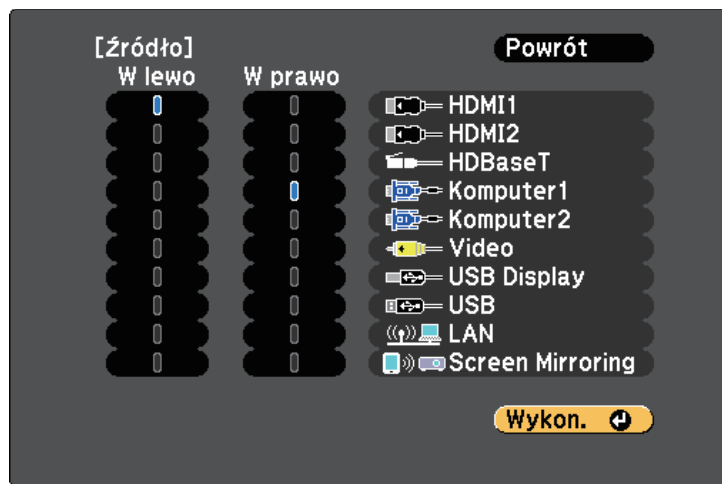 [Źródło]
Powrót
W lewo W prawo
HDMI1
HDMI2
HDBaseT
Komputer1
Komputer2
Video
USB Display
USB
LAN
Screen Mirroring
Wykon.